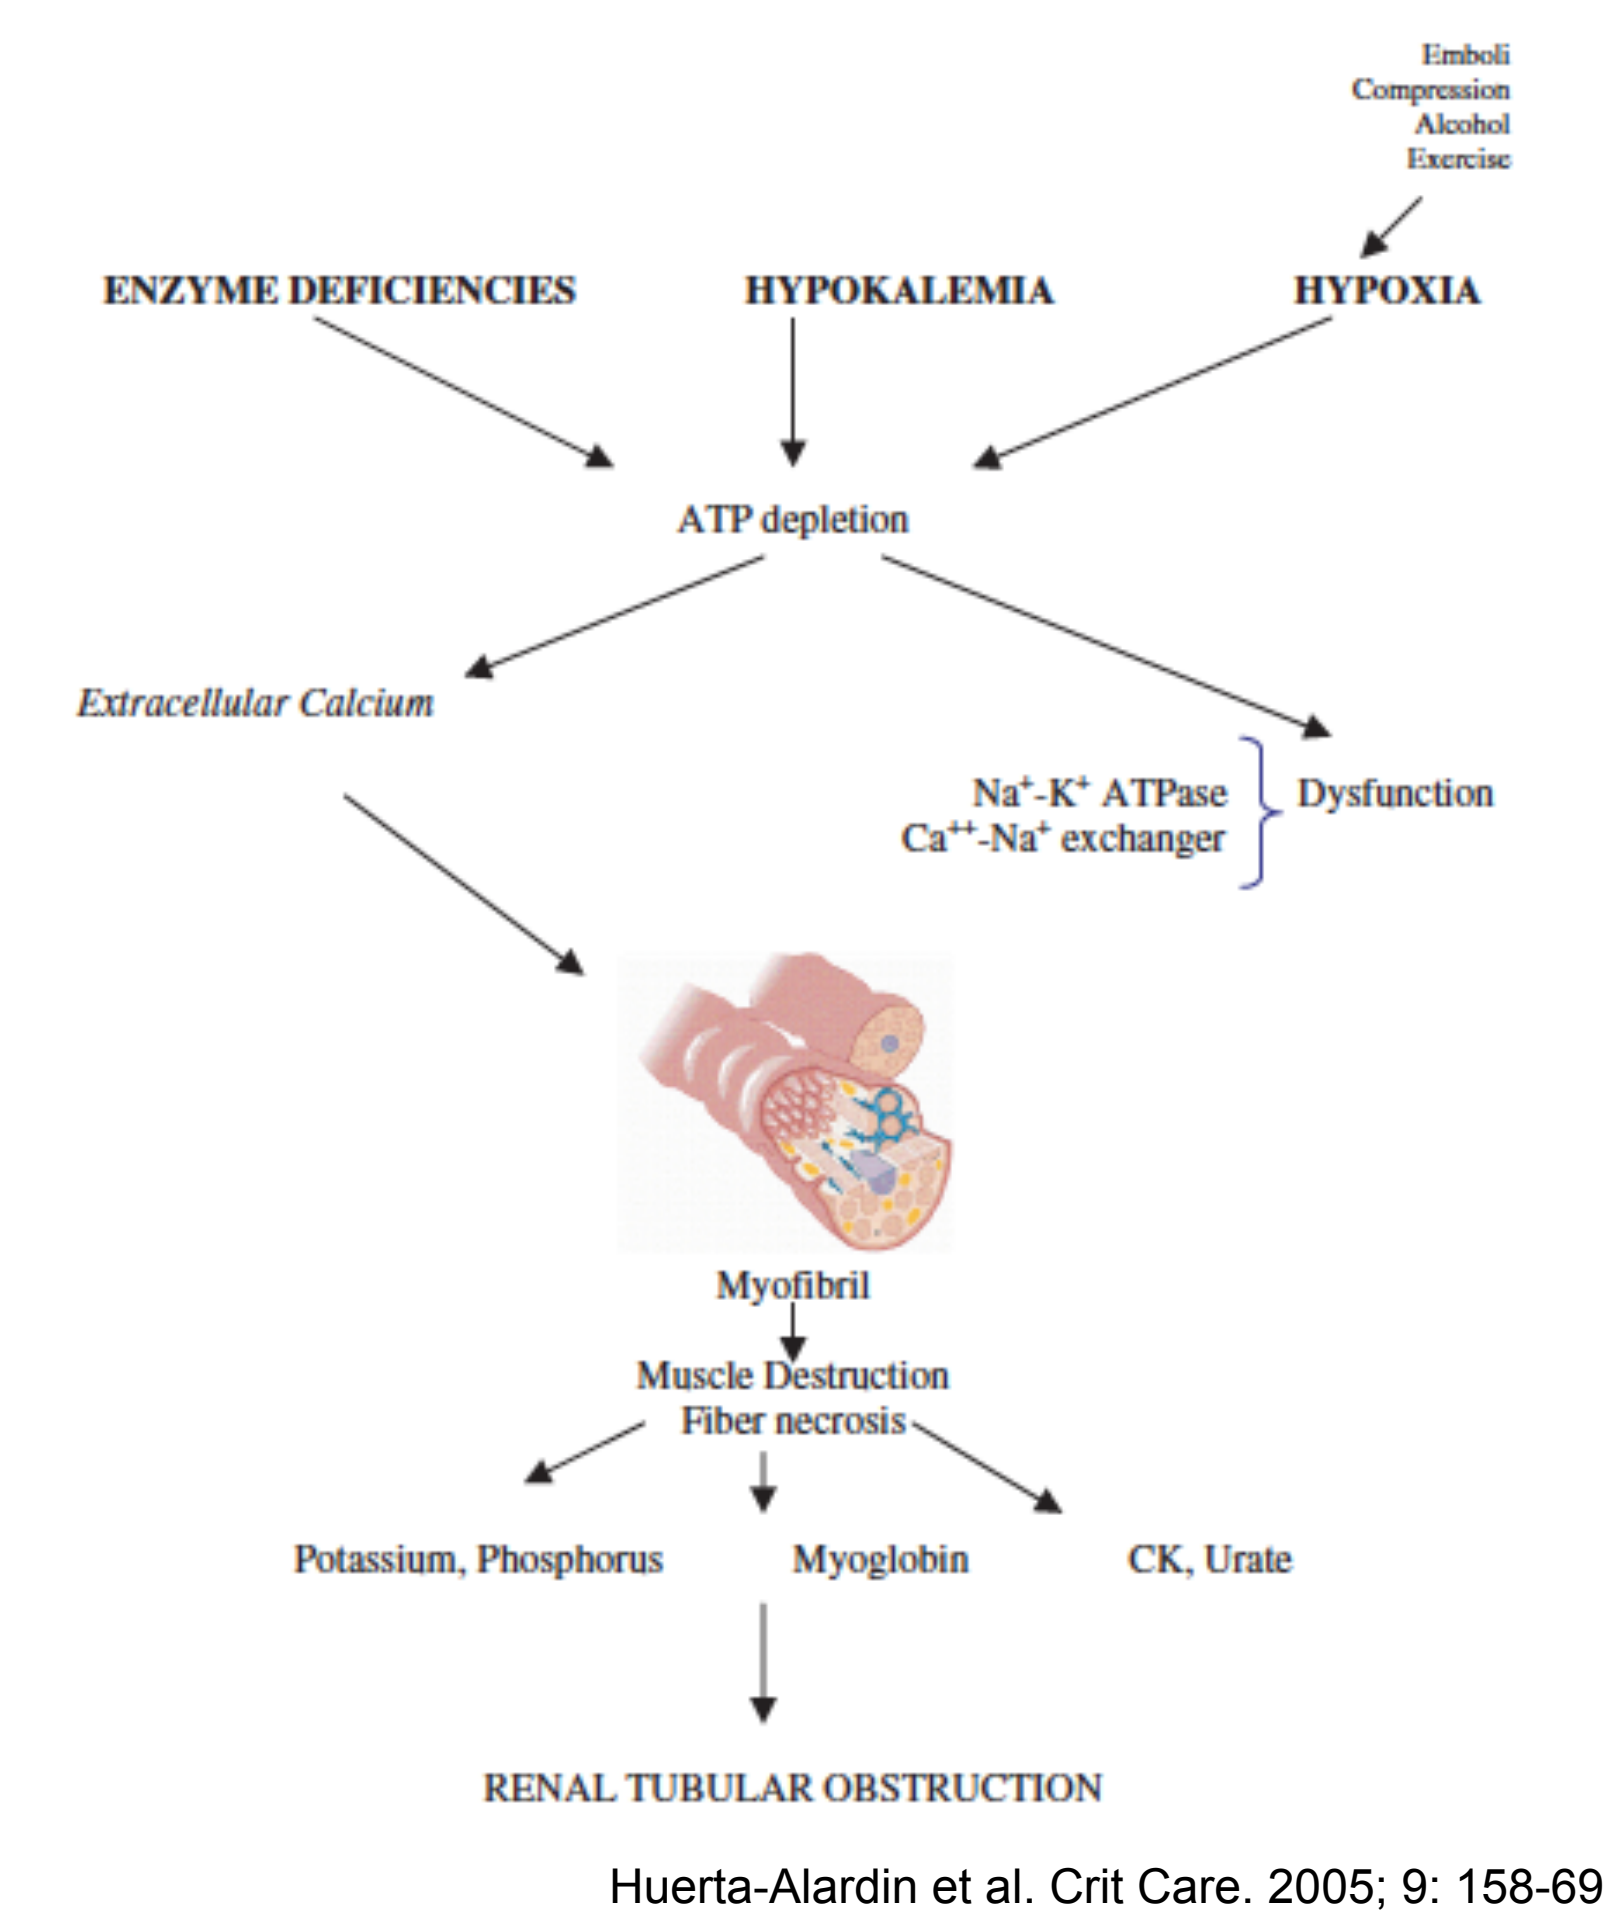 Emboli
Compression
Alcohol
Exercise
ENZYME DEFICIENCIES
HYPOKALEMIA
HYPOXIA
ATP depletion
Extracellular Calcium
Na⁺-K⁺ ATPase
Ca⁺⁺-Na⁺ exchanger
Dysfunction
Myofibril
Muscle Destruction
Fiber necrosis
Potassium, Phosphorus
Myoglobin
CK, Urate
RENAL TUBULAR OBSTRUCTION
Huerta-Alardin et al. Crit Care. 2005; 9: 158-69